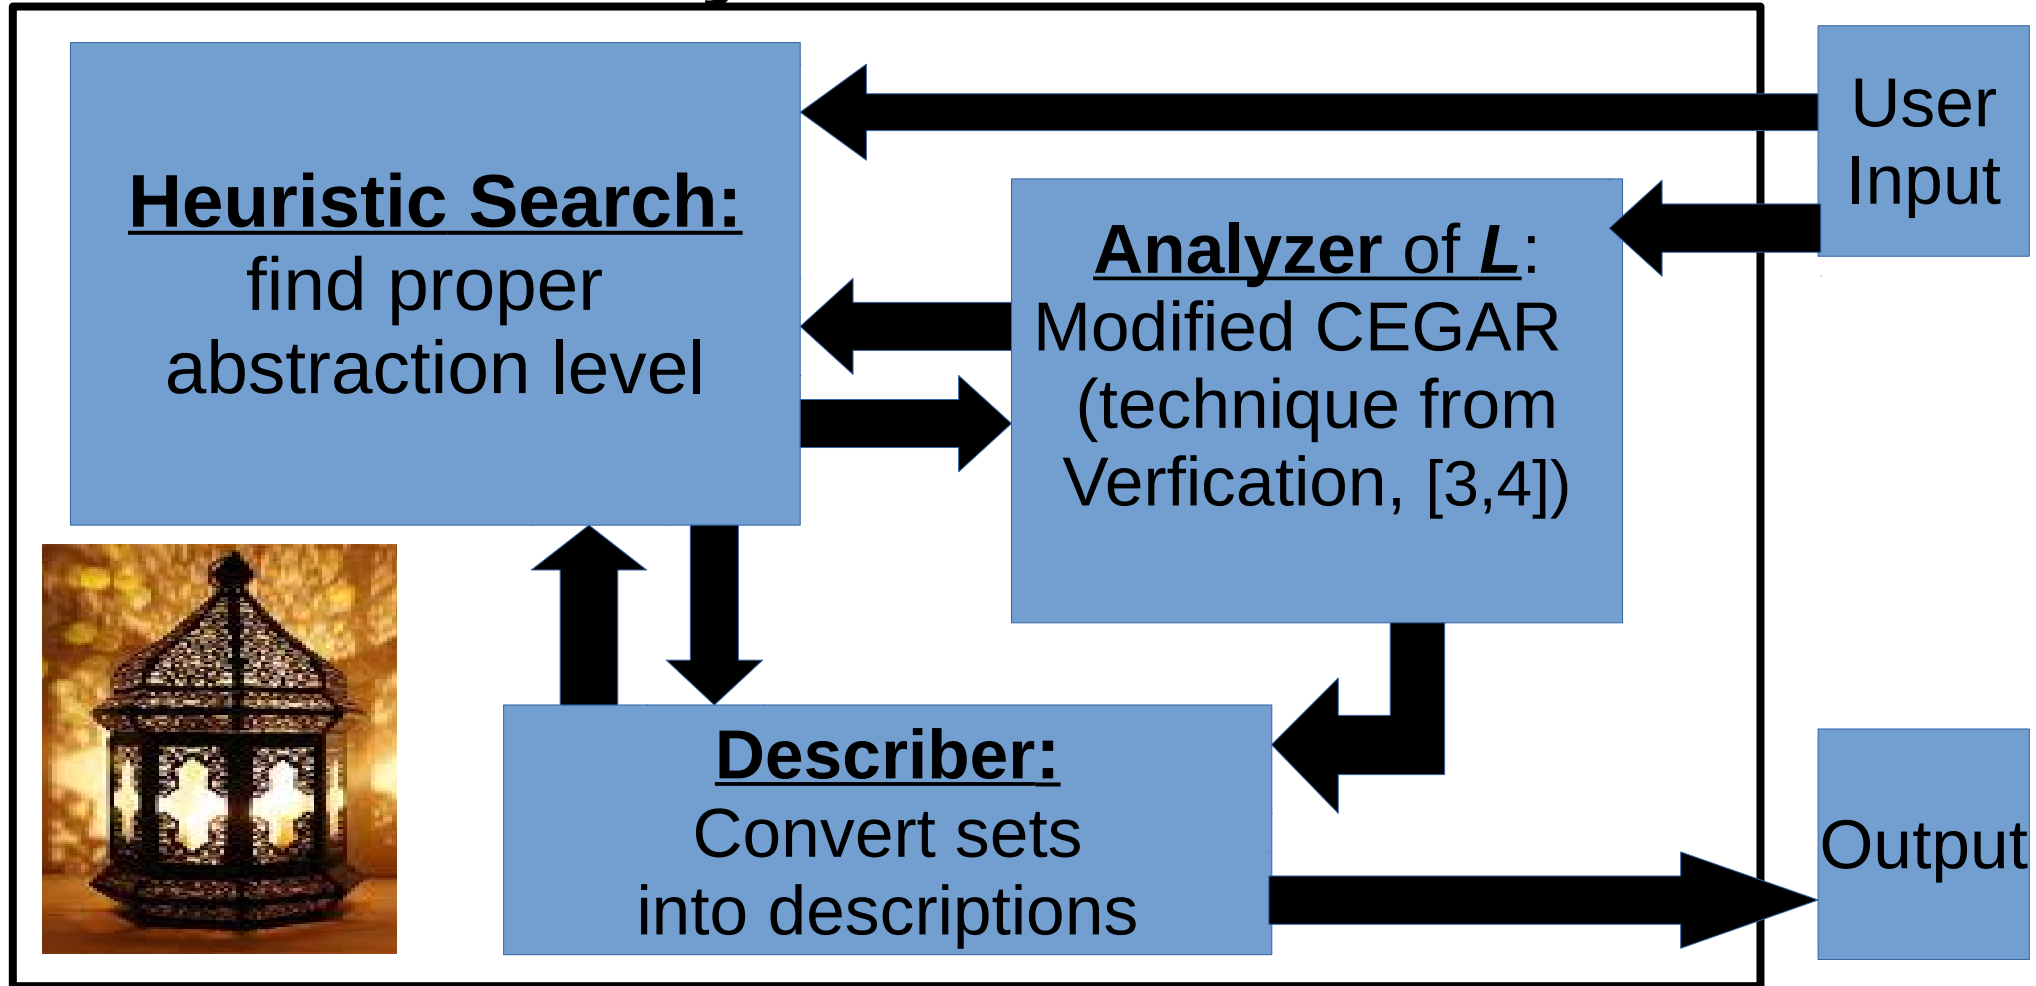 Heuristic Search:
find proper
abstraction level
Analyzer of L:
Modified CEGAR
(technique from
Verfication, [3,4])
User
Input
Describer:
Convert sets
into descriptions
Output